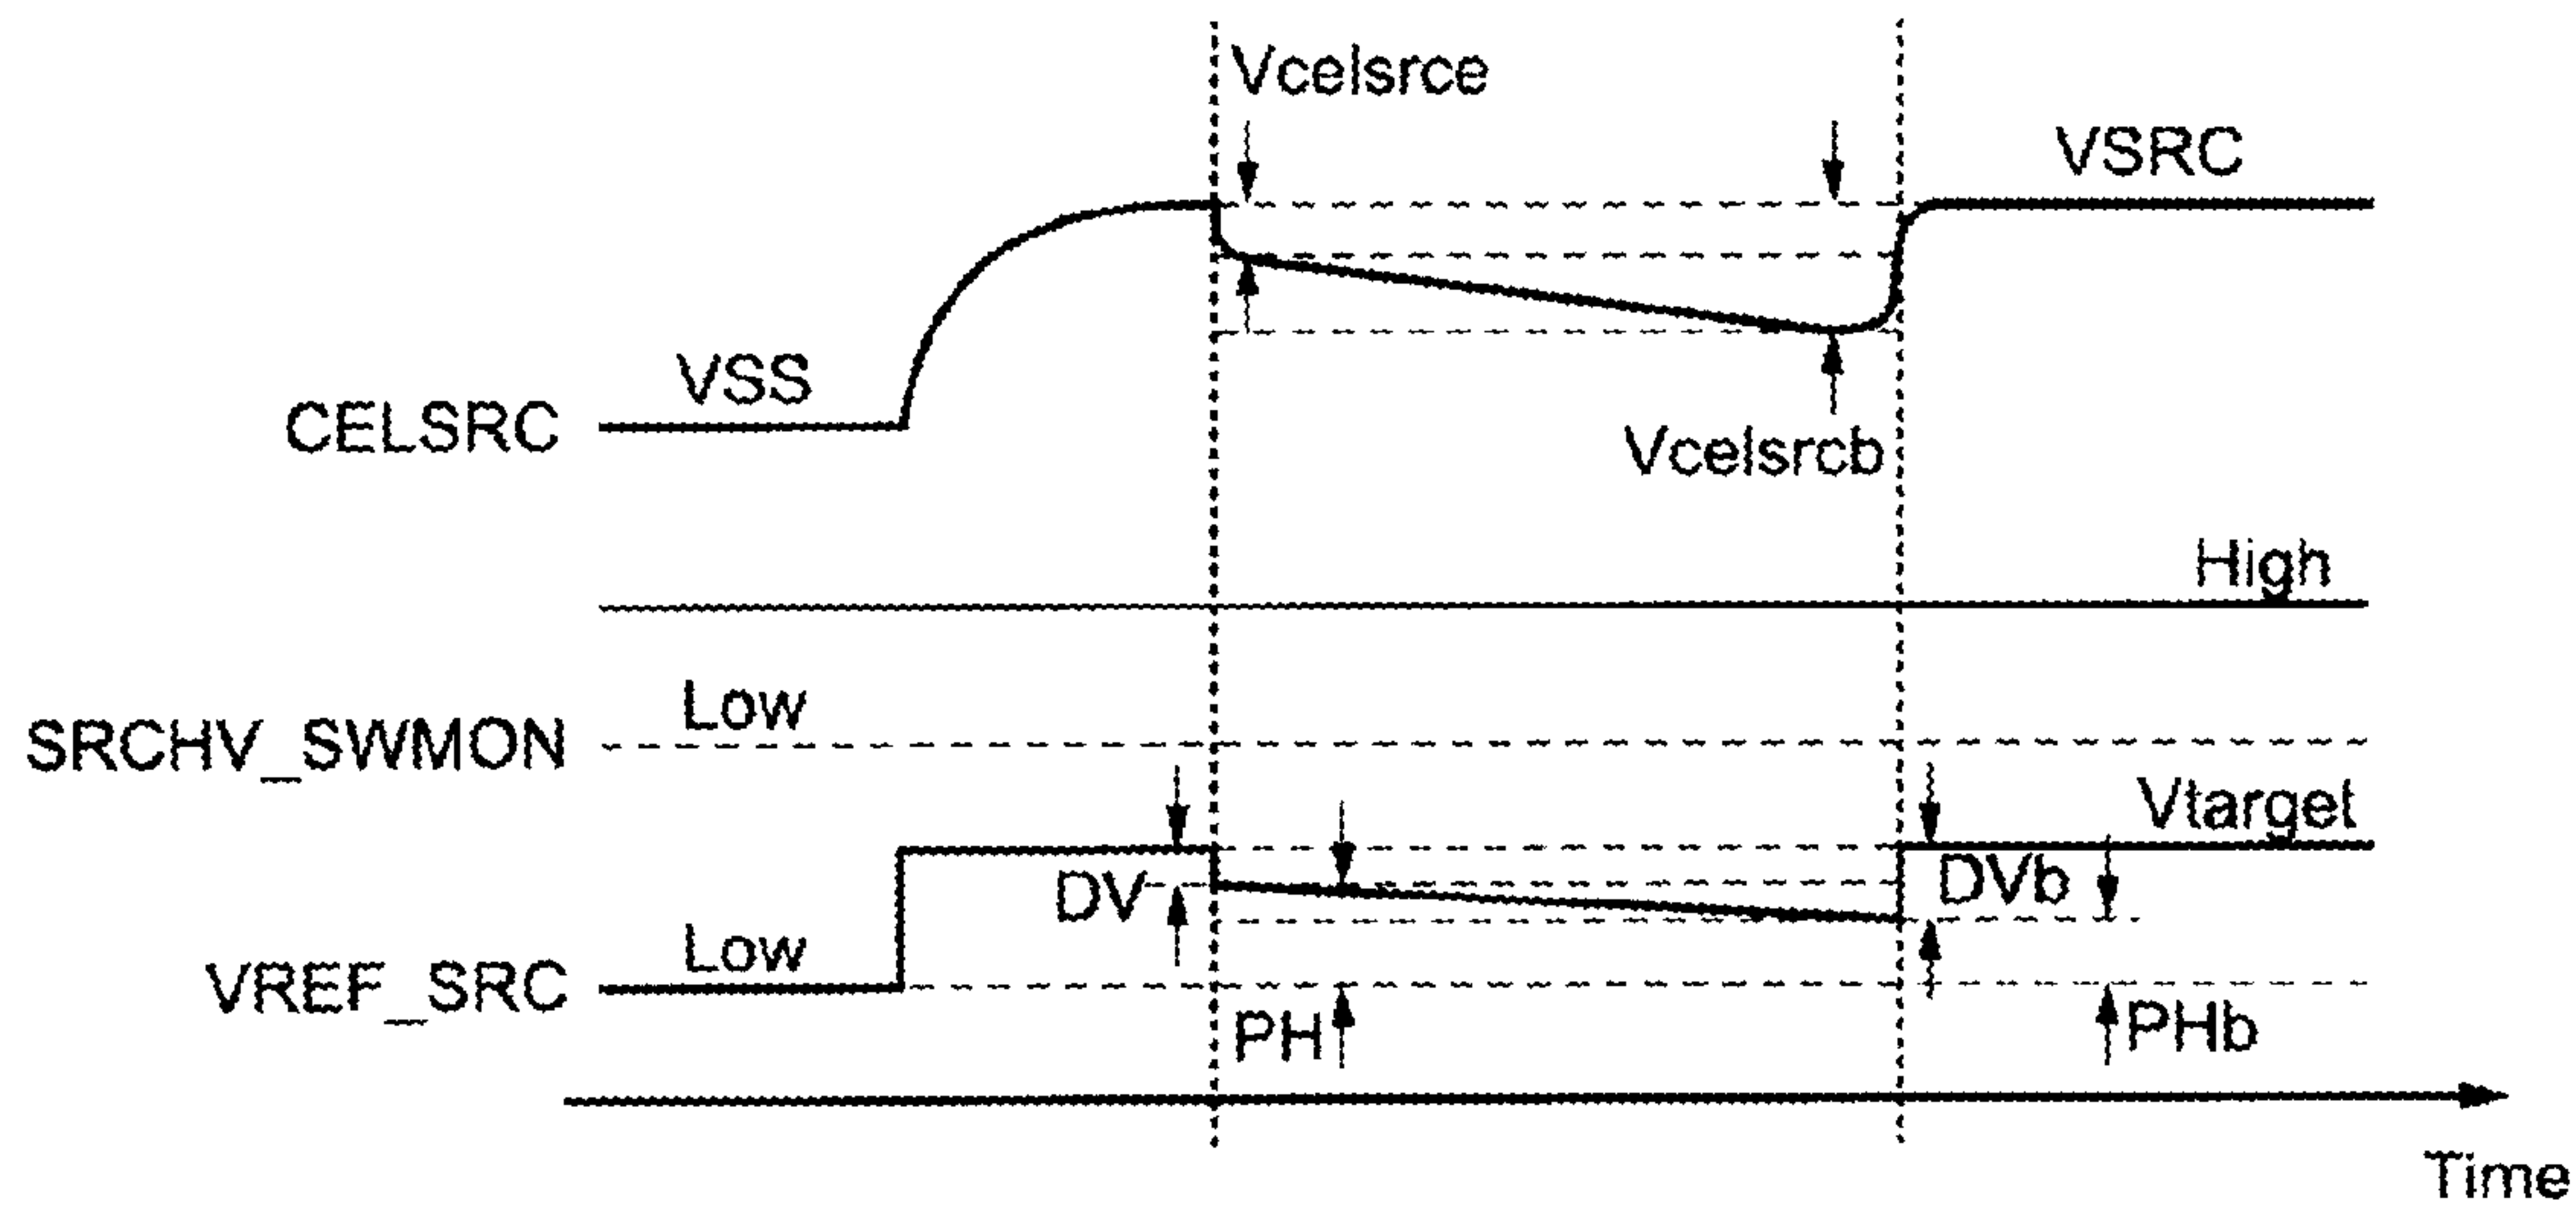 Vcelsrce
VSRC
VSS
CELSRC
Vcelsrcb
High
Low
SRCHV_SWMON
Vtarget
DV
DVb
Low
VREF_SRC
PH
PHb
Time